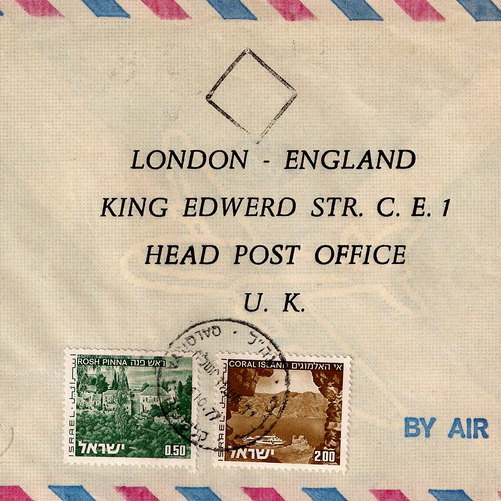 LONDON - ENGLAND
KING EDWERD STR. C. E. 1
HEAD POST OFFICE
U. K.
ROSH PINNA ראש פנה
ISRAEL
ישראל
0.50
CORAL ISLAND אי האלמוגים
ISRAEL
ישראל
2.00
BY AIR